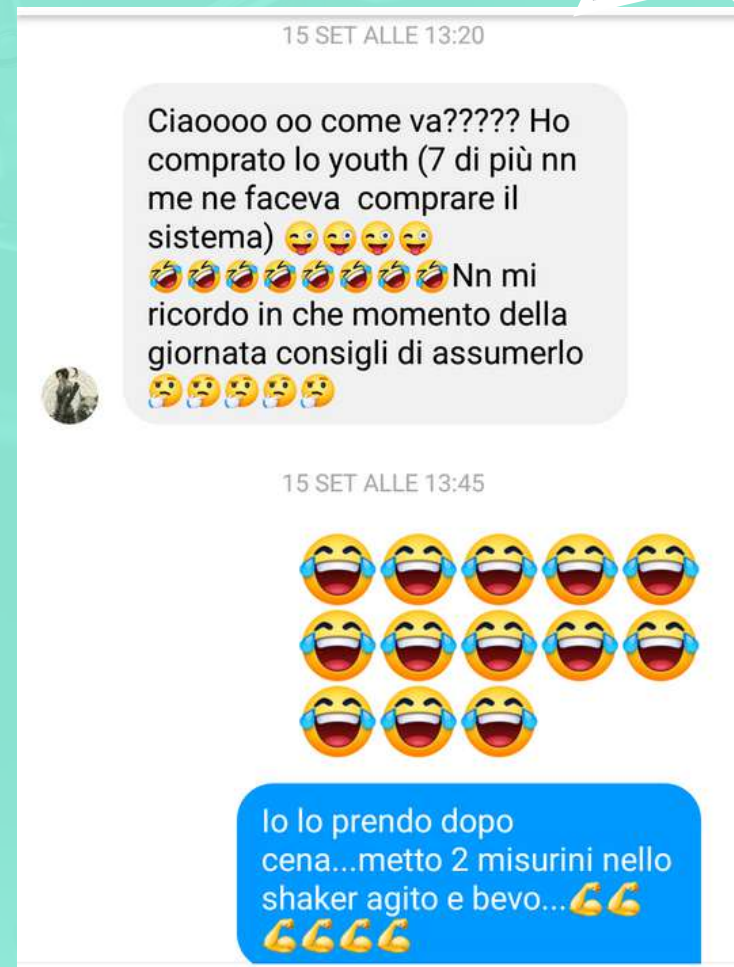 15 SET ALLE 13:20
Ciaoooo oo come va????? Ho
comprato lo youth (7 di più nn
me ne faceva comprare il
sistema) 😜😜😜😜
🤣🤣🤣🤣🤣🤣🤣🤣Nn mi
ricordo in che momento della
giornata consigli di assumerlo
🤔🤔🤔🤔🤔
15 SET ALLE 13:45
😂😂😂😂😂
😂😂😂😂😂
😂😂😂
Io lo prendo dopo
cena...metto 2 misurini nello
shaker agito e bevo...💪💪
💪💪💪💪